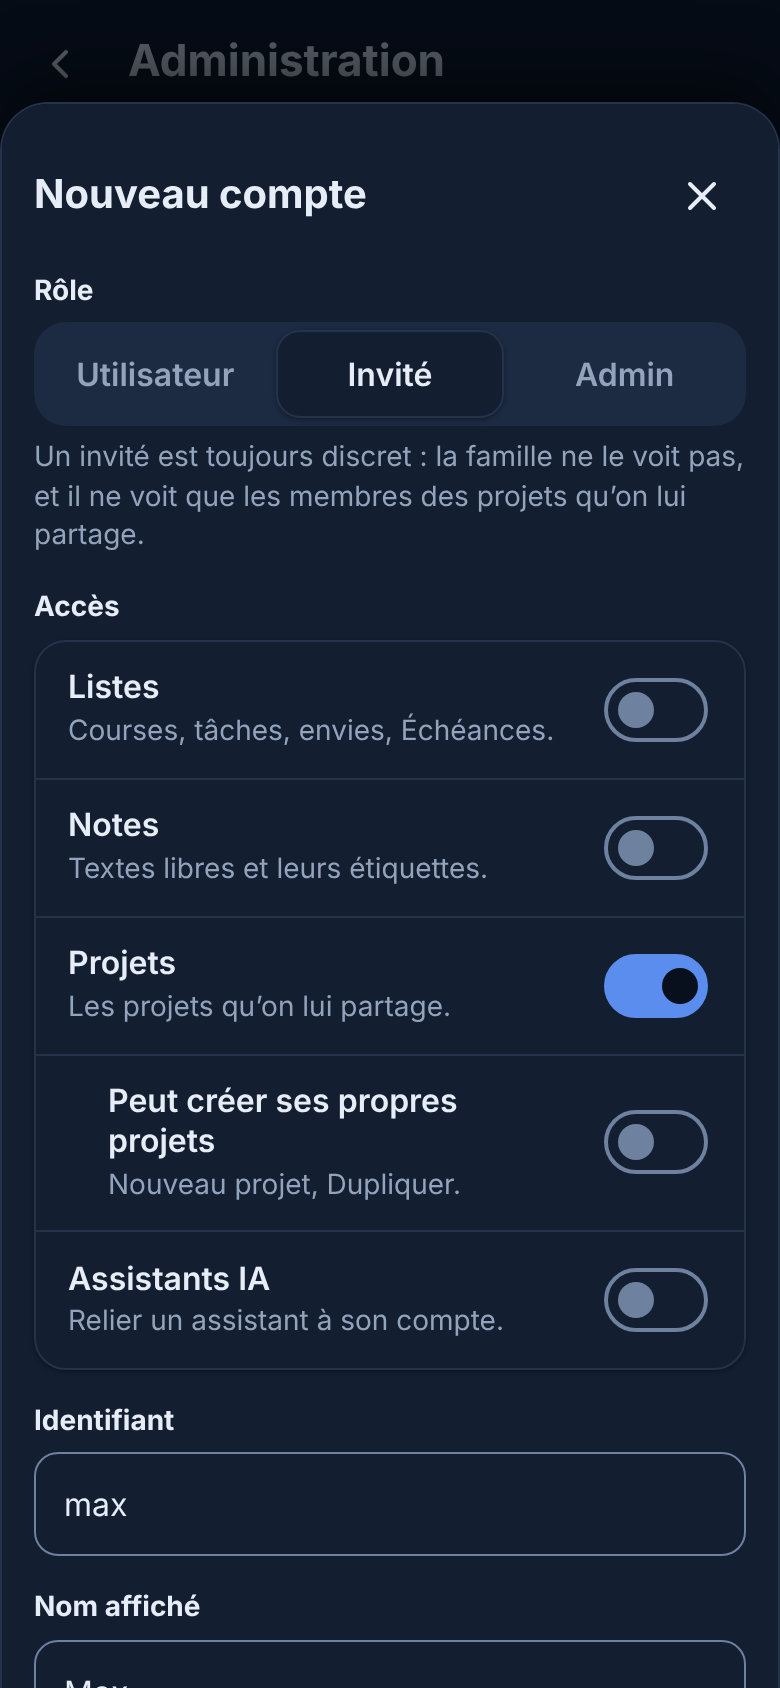 Administration
Nouveau compte
Rôle
Utilisateur
Invité
Admin
Un invité est toujours discret : la famille ne le voit pas,
et il ne voit que les membres des projets qu’on lui
partage.
Accès
Listes
Courses, tâches, envies, Échéances.
Notes
Textes libres et leurs étiquettes.
Projets
Les projets qu’on lui partage.
Peut créer ses propres
projets
Nouveau projet, Dupliquer.
Assistants IA
Relier un assistant à son compte.
Identifiant
max
Nom affiché